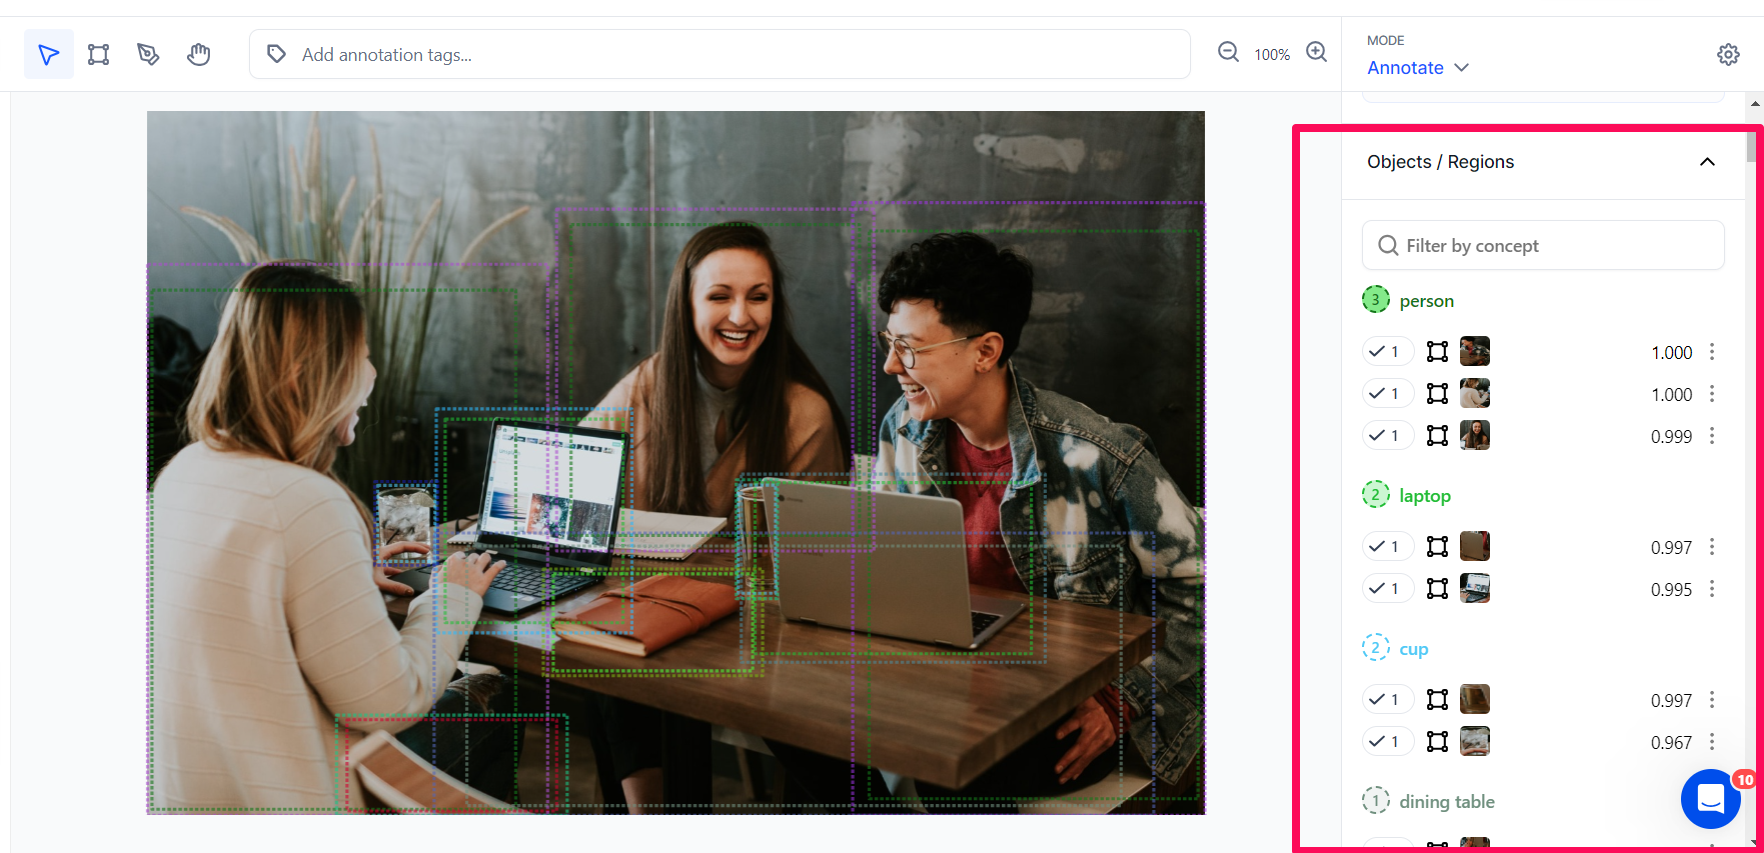 Add annotation tags...
100%
MODE
Annotate
Objects / Regions
Filter by concept
3 person
1 1.000
1 1.000
1 0.999
2 laptop
1 0.997
1 0.995
2 cup
1 0.997
1 0.967
10
1 dining table